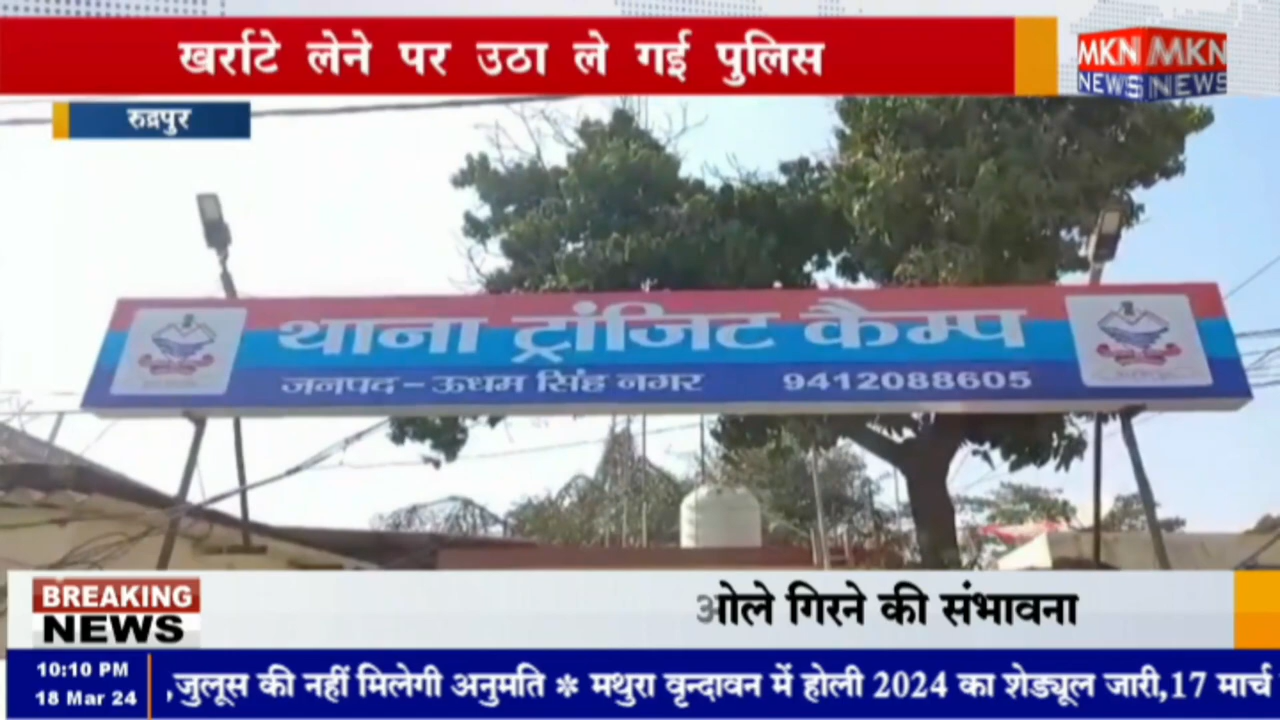 खर्राटे लेने पर उठा ले गई पुलिस
MKN MKN
NEWS NEWS
रुद्रपुर
थाना ट्रांजिट कैम्प
जनपद - ऊधम सिंह नगर 9412088605
BREAKING
NEWS
ओले गिरने की संभावना
10:10 PM
18 Mar 24
,जुलूस की नहीं मिलेगी अनुमति * मथुरा वृन्दावन में होली 2024 का शेड्यूल जारी,17 मार्च